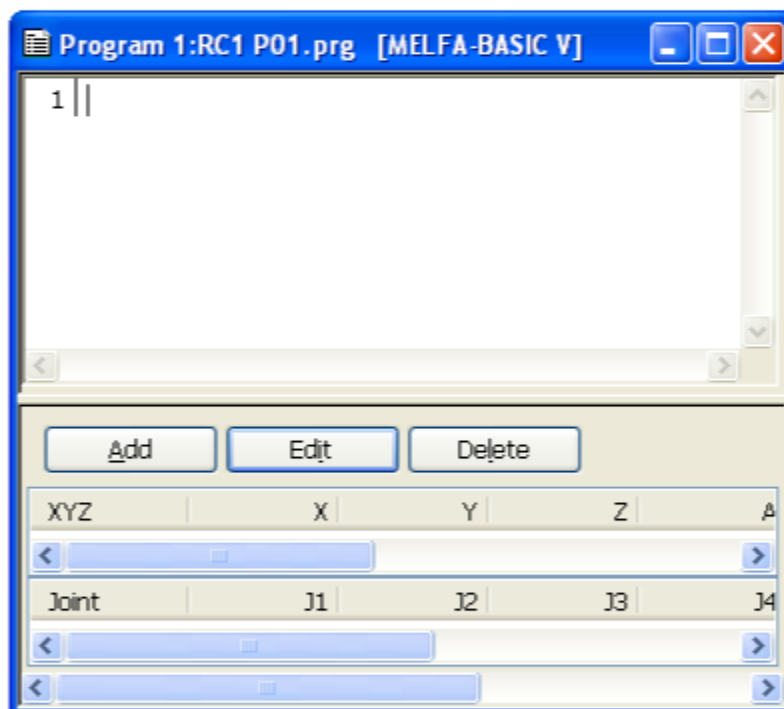 Program 1:RC1 P01.prg [MELFA-BASIC V]
1
Add Edit Delete
XYZ X Y Z A
Joint J1 J2 J3 J4